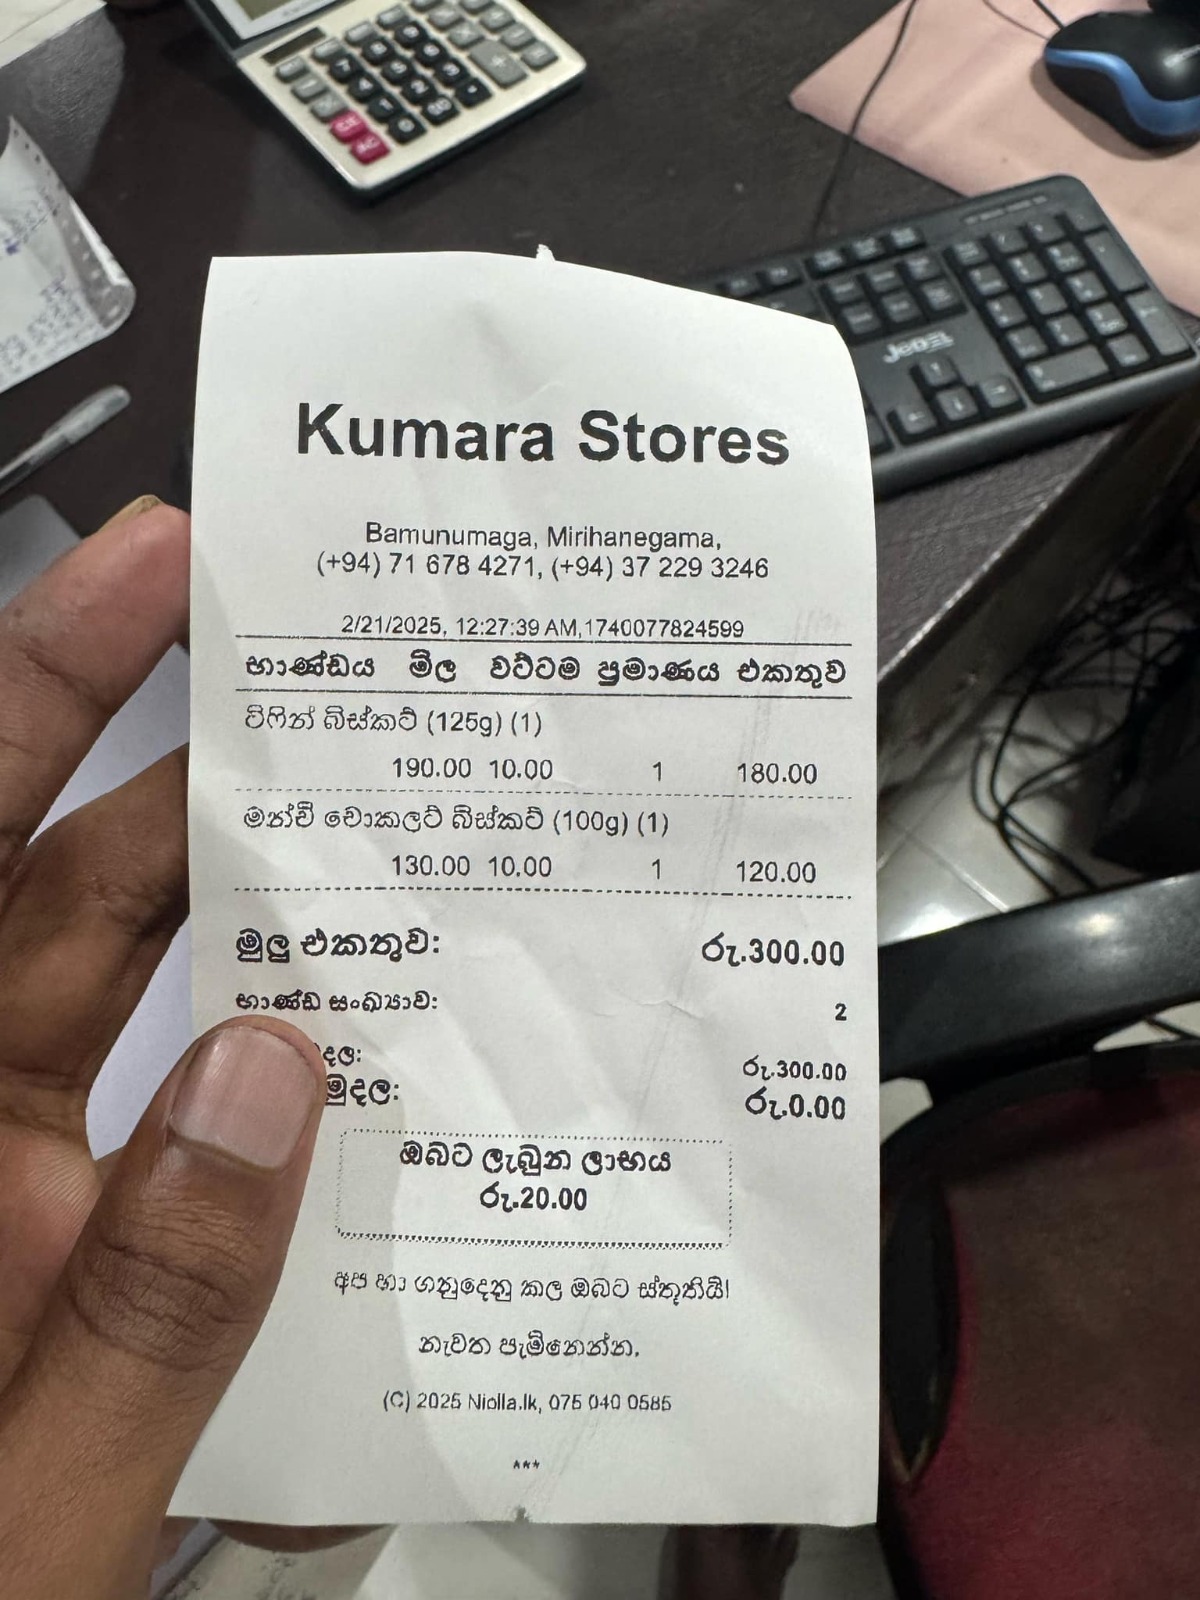 Kumara Stores
Bamunumaga, Mirihanegama,
(+94) 71 678 4271, (+94) 37 229 3246
2/21/2025, 12:27:39 AM,1740077824599
භාණ්ඩය මිල වට්ටම ප්‍රමාණය එකතුව
ටිෆින් බිස්කට් (125g) (1)
190.00 10.00 1 180.00
මන්චි චොකලට් බිස්කට් (100g) (1)
130.00 10.00 1 120.00
මුලු එකතුව: රු.300.00
භාණ්ඩ සංඛ්‍යාව: 2
දල: රු.300.00
මුදල: රු.0.00
ඔබට ලැබුන ලාභය
රු.20.00
අප හා ගනුදෙනු කල ඔබට ස්තූතියි!
නැවත පැමිනෙන්න.
(C) 2025 Niolla.lk, 075 040 0585
***
JEDEL